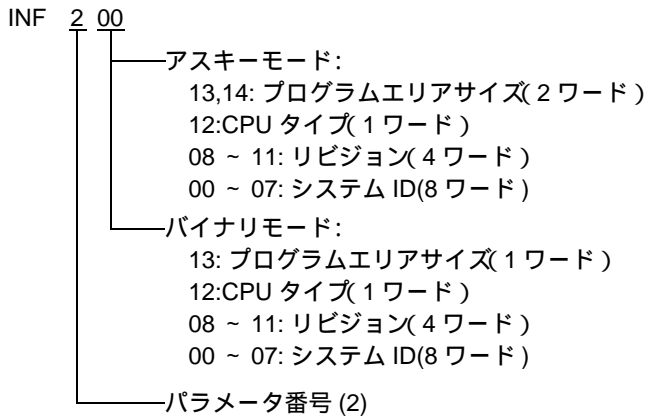 INF 2 00
アスキーモード:
13,14: プログラムエリアサイズ( 2 ワード )
12:CPU タイプ( 1 ワード )
08 ~ 11: リビジョン( 4 ワード )
00 ~ 07: システム ID(8 ワード )
バイナリモード:
13: プログラムエリアサイズ( 1 ワード )
12:CPU タイプ( 1 ワード )
08 ~ 11: リビジョン( 4 ワード )
00 ~ 07: システム ID(8 ワード )
パラメータ番号 (2)